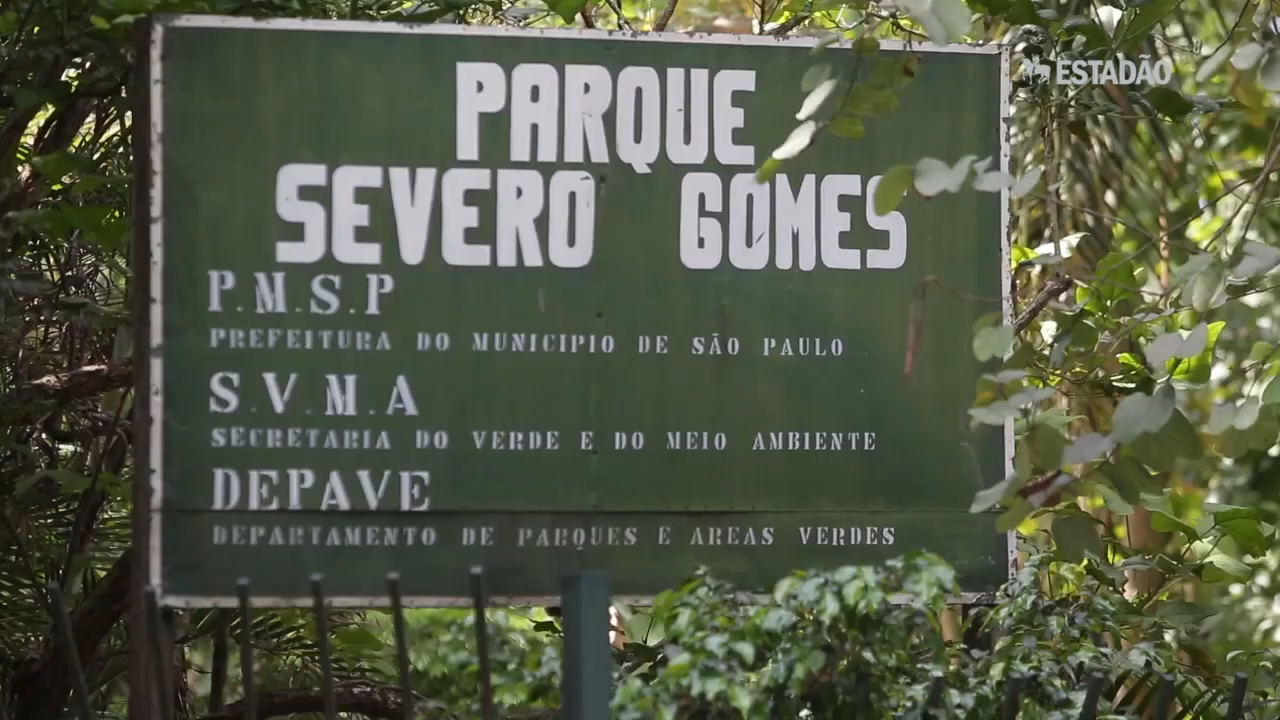 PARQUE
SEVERO GOMES
P.M.S.P
PREFEITURA DO MUNICIPIO DE SÃO PAULO
S.V.M.A
SECRETARIA DO VERDE E DO MEIO AMBIENTE
DEPAVE
DEPARTAMENTO DE PARQUES E AREAS VERDES
ESTADÃO